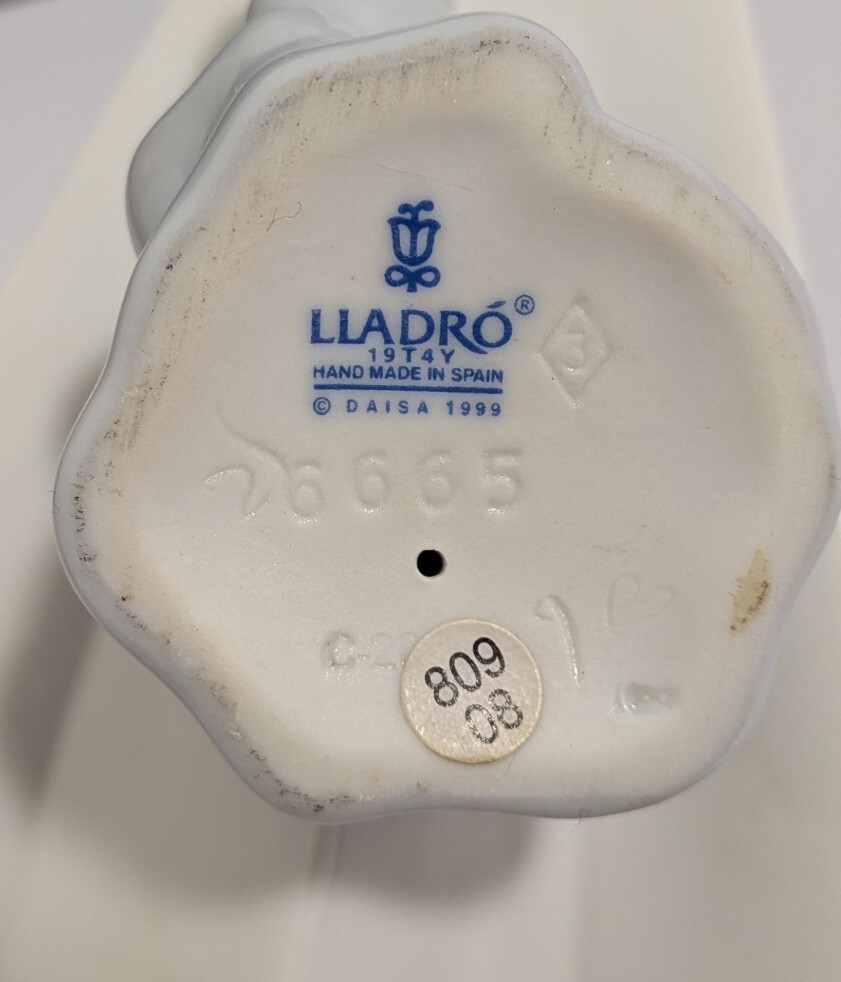 LLADRÓ®
19T4Y
HAND MADE IN SPAIN
© DAISA 1999
3
6665
809
08